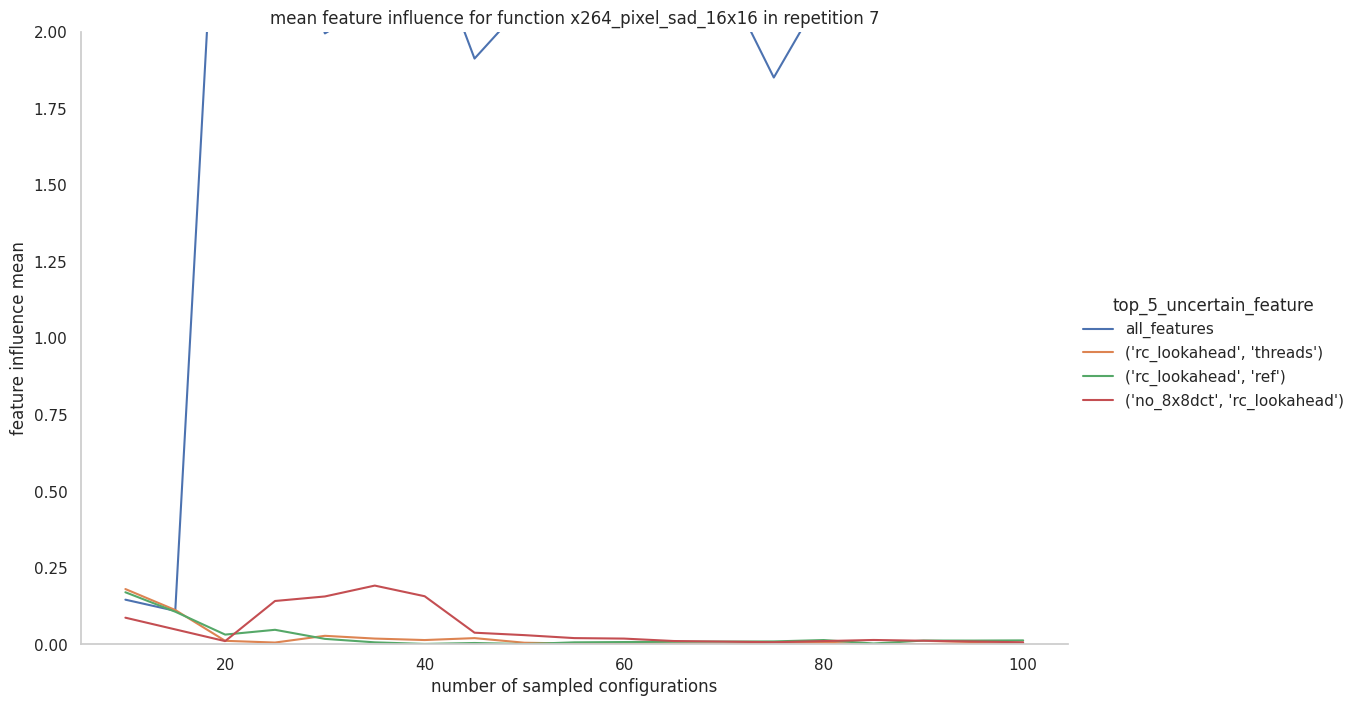 mean feature influence for function x264_pixel_sad_16x16 in repetition 7
2.00
1.75
1.50
1.25
1.00
0.75
0.50
0.25
0.00
feature influence mean
20
40
60
80
100
number of sampled configurations
top_5_uncertain_feature
all_features
('rc_lookahead', 'threads')
('rc_lookahead', 'ref')
('no_8x8dct', 'rc_lookahead')